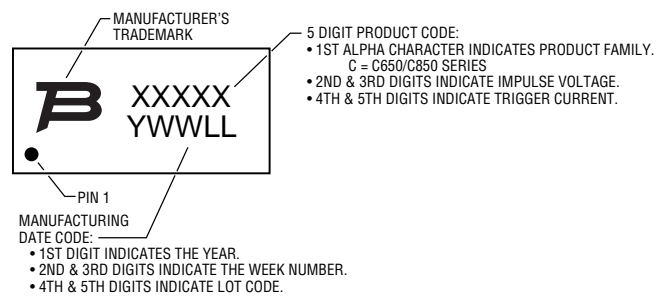 MANUFACTURER'S
TRADEMARK
5 DIGIT PRODUCT CODE:
• 1ST ALPHA CHARACTER INDICATES PRODUCT FAMILY.
C = C650/C850 SERIES
• 2ND & 3RD DIGITS INDICATE IMPULSE VOLTAGE.
• 4TH & 5TH DIGITS INDICATE TRIGGER CURRENT.
B
XXXXX
YWWLL
PIN 1
MANUFACTURING
DATE CODE:
• 1ST DIGIT INDICATES THE YEAR.
• 2ND & 3RD DIGITS INDICATE THE WEEK NUMBER.
• 4TH & 5TH DIGITS INDICATE LOT CODE.